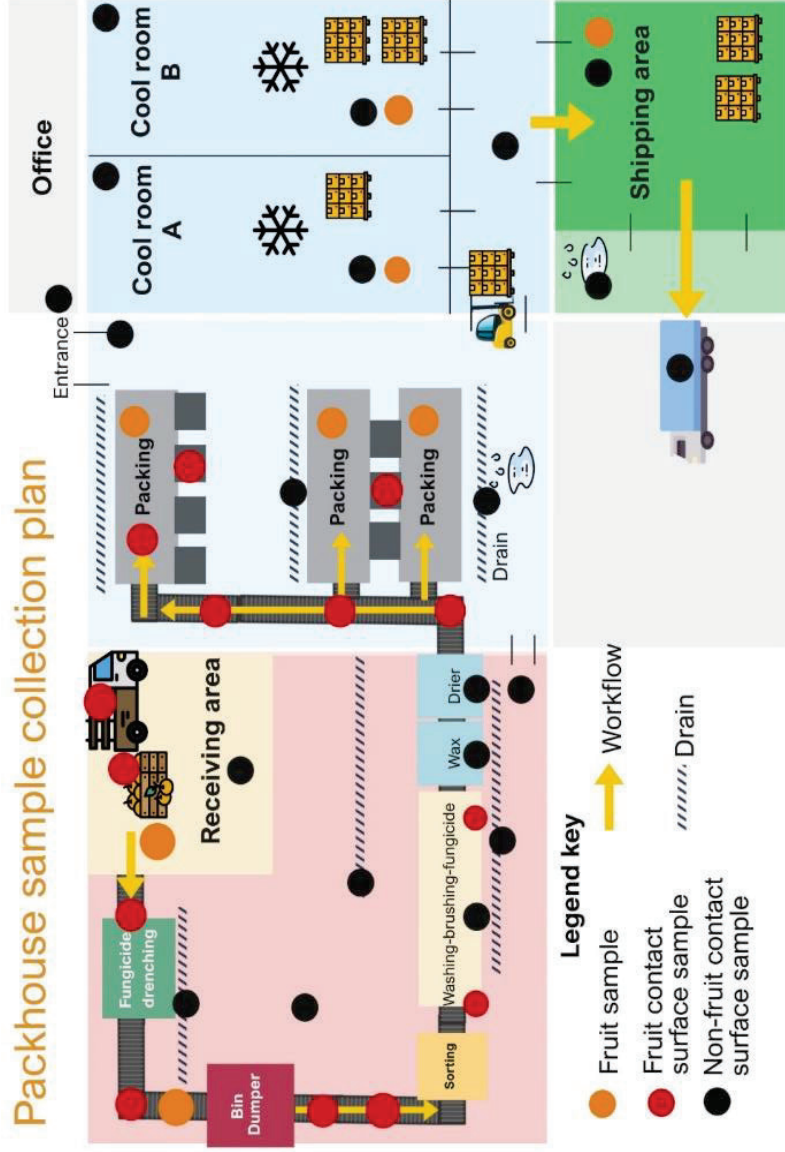 Packhouse sample collection plan
Office
Entrance
Cool room
A
Cool room
B
Packing
Packing
Packing
Drain
Receiving area
Fungicide
drenching
Bin
Dumper
Sorting
Washing-brushing-fungicide
Wax
Drier
Shipping area
Legend key
Fruit sample
Fruit contact
surface sample
Non-fruit contact
surface sample
Workflow
Drain